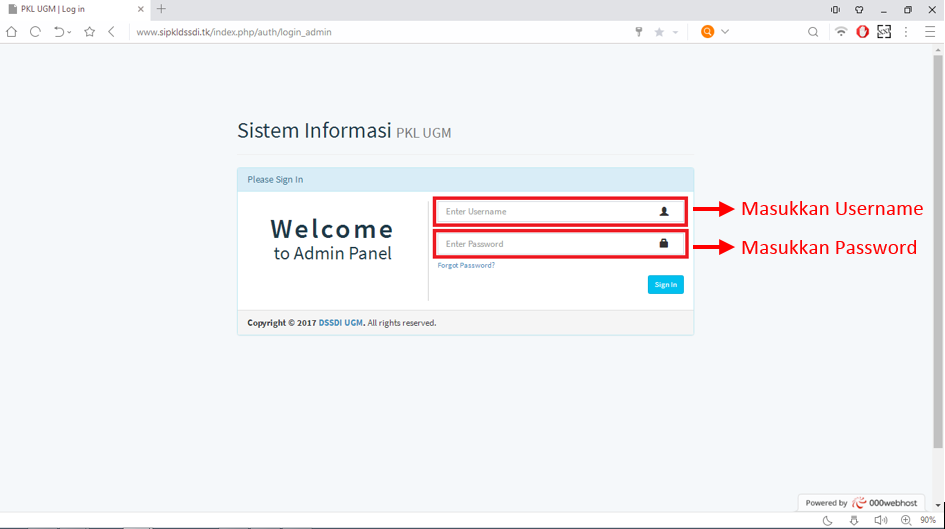 PKL UGM | Log in
www.sipkldssdi.tk/index.php/auth/login_admin
Sistem Informasi PKL UGM
Please Sign In
Welcome
to Admin Panel
Enter Username
Masukkan Username
Enter Password
Masukkan Password
Forgot Password?
Sign In
Copyright © 2017 DSSDI UGM. All rights reserved.
Powered by 000webhost
90%